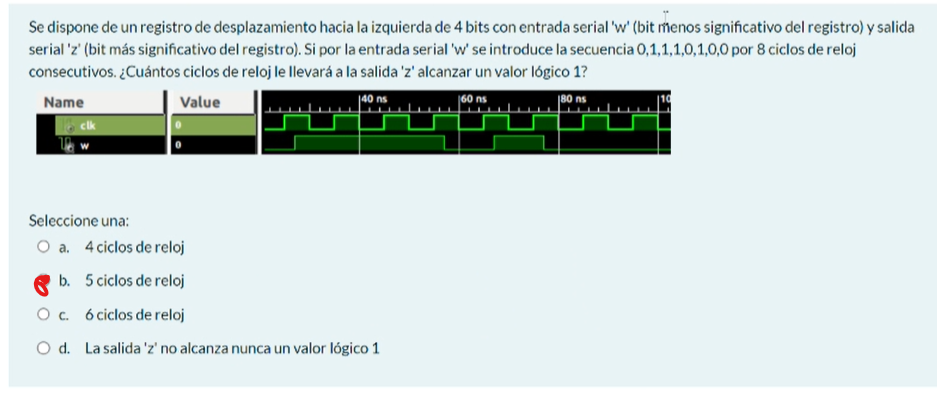 Se dispone de un registro de desplazamiento hacia la izquierda de 4 bits con entrada serial 'w' (bit menos significativo del registro) y salida
serial 'z' (bit más significativo del registro). Si por la entrada serial 'w' se introduce la secuencia 0,1,1,1,0,1,0,0 por 8 ciclos de reloj
consecutivos. ¿Cuántos ciclos de reloj le llevará a la salida 'z' alcanzar un valor lógico 1?
Name Value 40 ns 60 ns 80 ns 10
clk 0
w 0
Seleccione una:
a. 4 ciclos de reloj
b. 5 ciclos de reloj
c. 6 ciclos de reloj
d. La salida 'z' no alcanza nunca un valor lógico 1